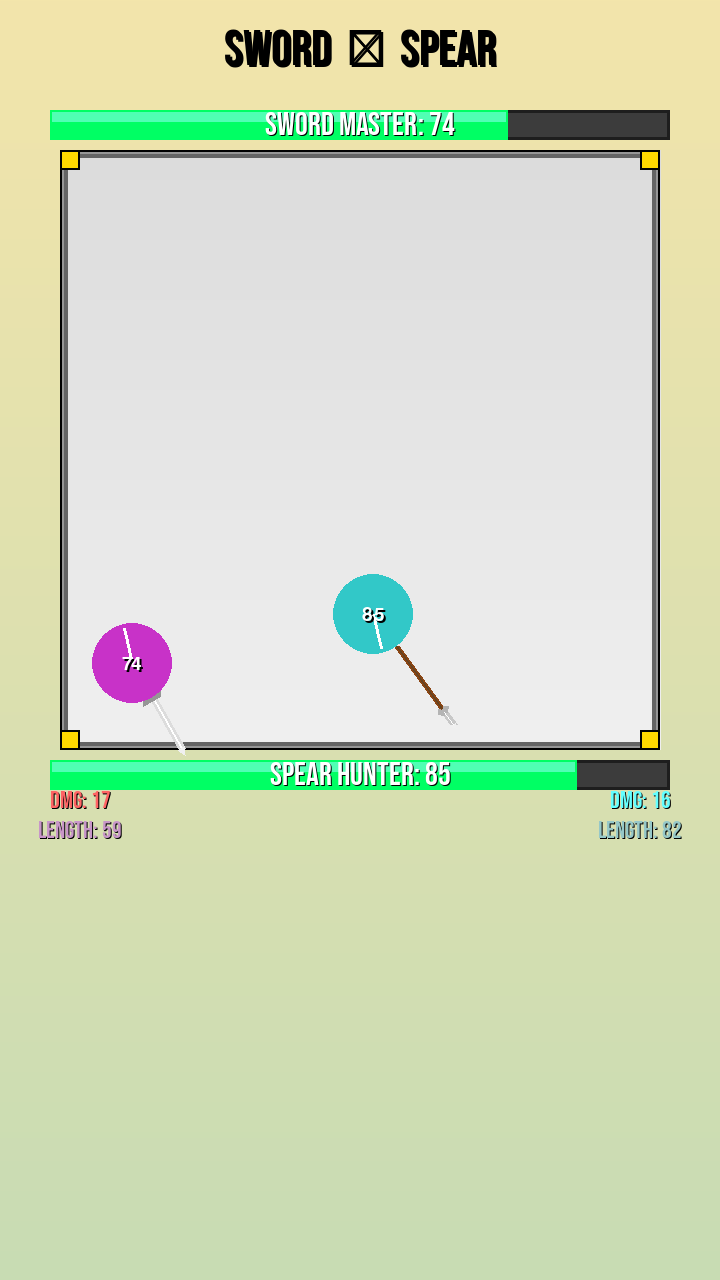 SWORD ☒ SPEAR
SWORD MASTER: 74
85
74
SPEAR HUNTER: 85
DMG: 17
DMG: 16
LENGTH: 59
LENGTH: 82